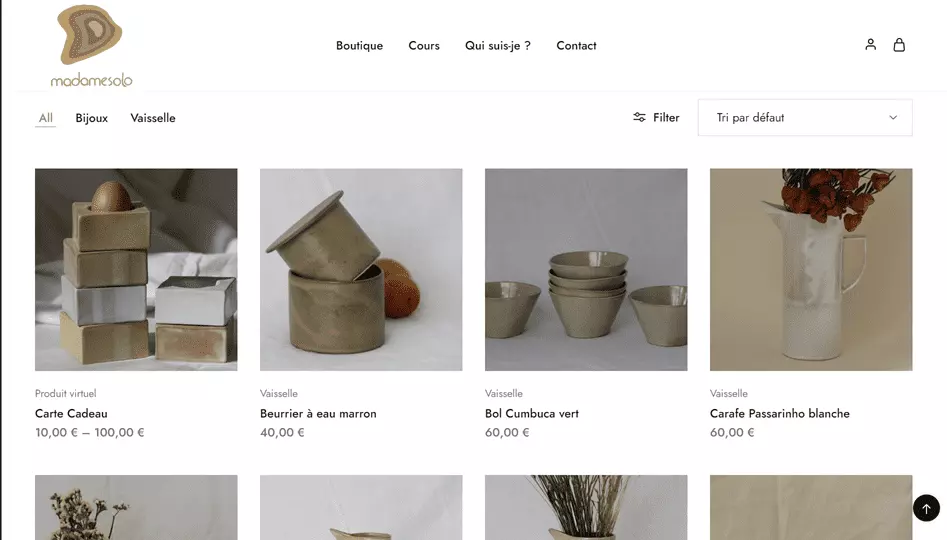 madamesolo
Boutique Cours Qui suis-je ? Contact
All Bijoux Vaisselle Filter Tri par défaut
Produit virtuel
Carte Cadeau
10,00 € – 100,00 €
Vaisselle
Beurrier à eau marron
40,00 €
Vaisselle
Bol Cumbuca vert
60,00 €
Vaisselle
Carafe Passarinho blanche
60,00 €